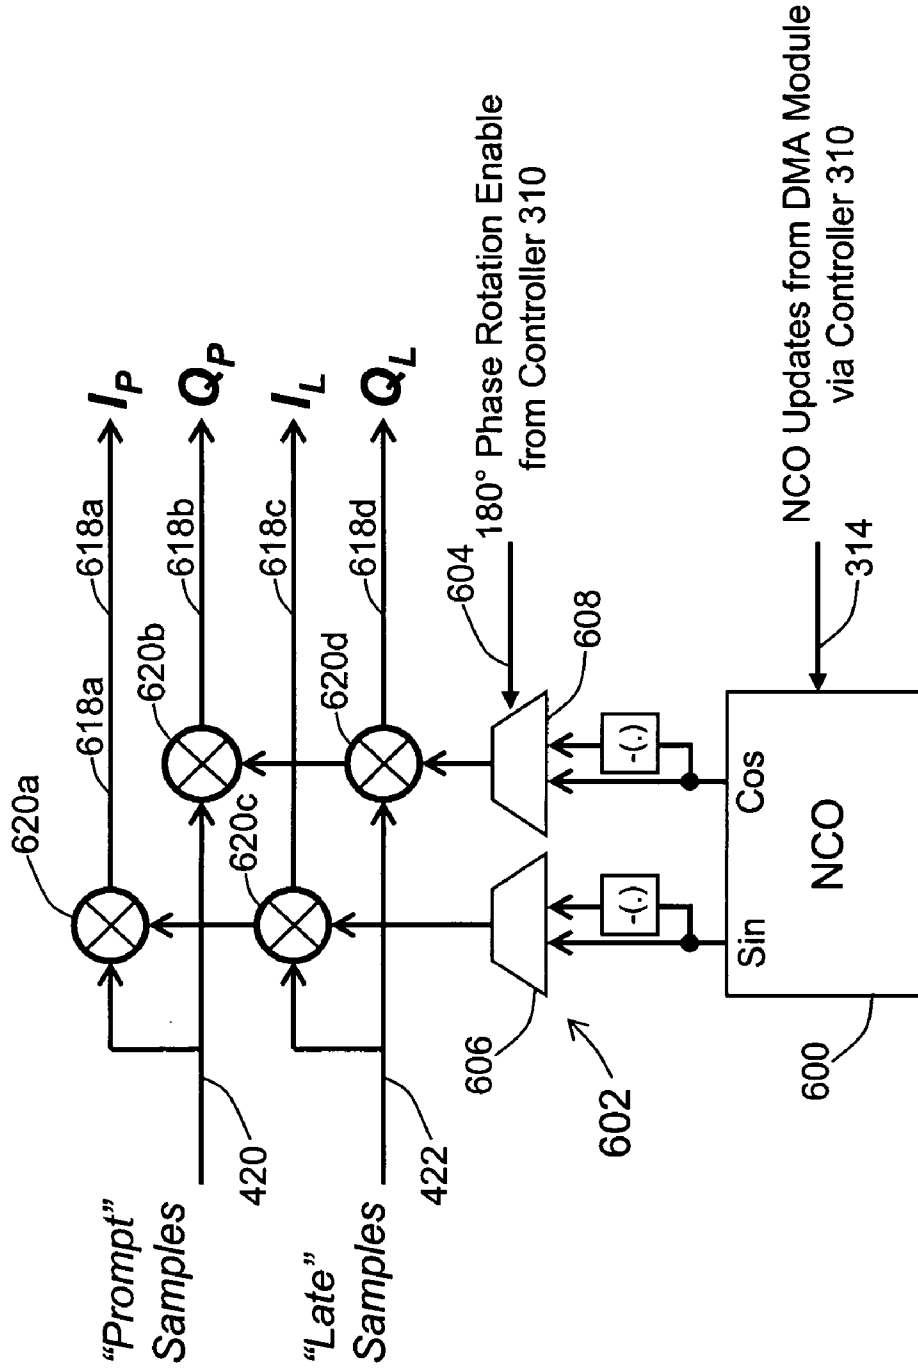 "Prompt"
Samples
420
620a
618a
618a
I_P
620b
618b
Q_P
"Late"
Samples
422
620c
618c
I_L
620d
618d
Q_L
602
606
604
180° Phase Rotation Enable
from Controller 310
608
-(.)
-(.)
Sin
Cos
NCO
600
314
NCO Updates from DMA Module
via Controller 310